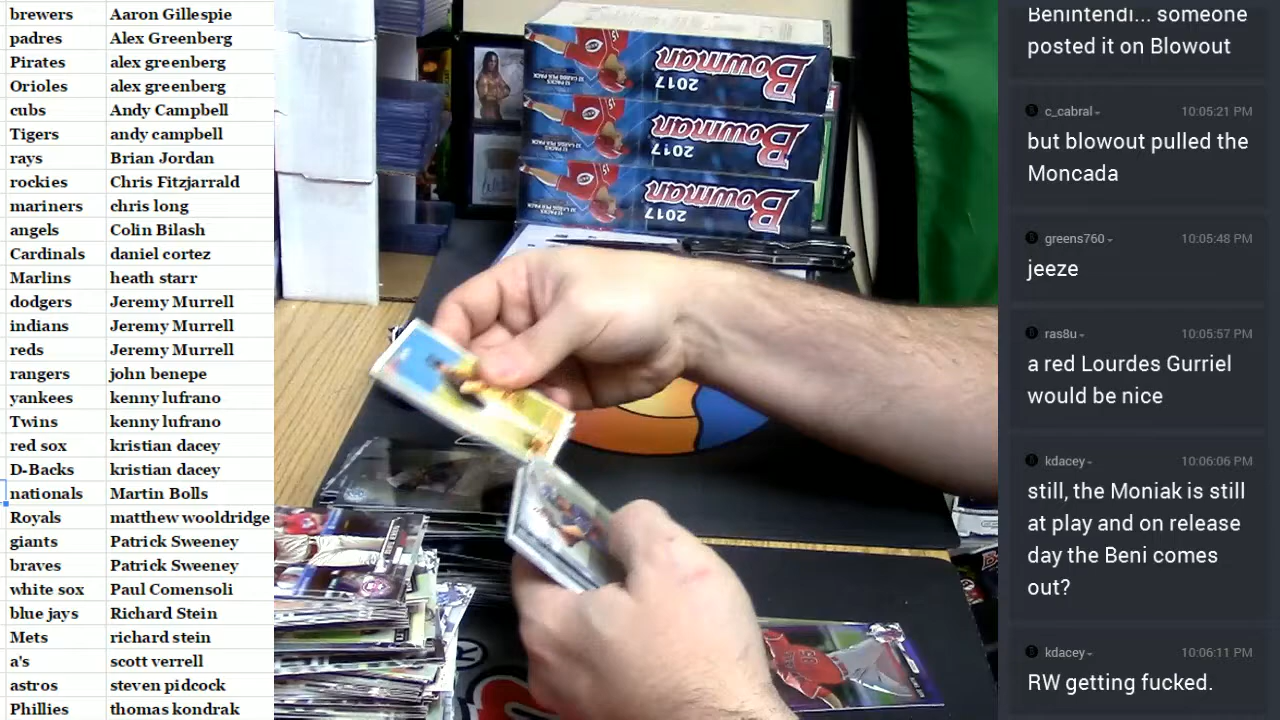 brewers Aaron Gillespie
padres Alex Greenberg
Pirates alex greenberg
Orioles alex greenberg
cubs Andy Campbell
Tigers andy campbell
rays Brian Jordan
rockies Chris Fitzjarrald
mariners chris long
angels Colin Bilash
Cardinals daniel cortez
Marlins heath starr
dodgers Jeremy Murrell
indians Jeremy Murrell
reds Jeremy Murrell
rangers john benepe
yankees kenny lufrano
Twins kenny lufrano
red sox kristian dacey
D-Backs kristian dacey
nationals Martin Bolls
Royals matthew wooldridge
giants Patrick Sweeney
braves Patrick Sweeney
white sox Paul Comensoli
blue jays Richard Stein
Mets richard stein
a's scott verrell
astros steven pidcock
Phillies thomas kondrak
Bowman
2017
Bowman
2017
Bowman
2017
Benintendi... someone
posted it on Blowout
c_cabral 10:05:21 PM
but blowout pulled the
Moncada
greens760 10:05:48 PM
jeeze
ras8u 10:05:57 PM
a red Lourdes Gurriel
would be nice
kdacey 10:06:06 PM
still, the Moniak is still
at play and on release
day the Beni comes
out?
kdacey 10:06:11 PM
RW getting fucked.